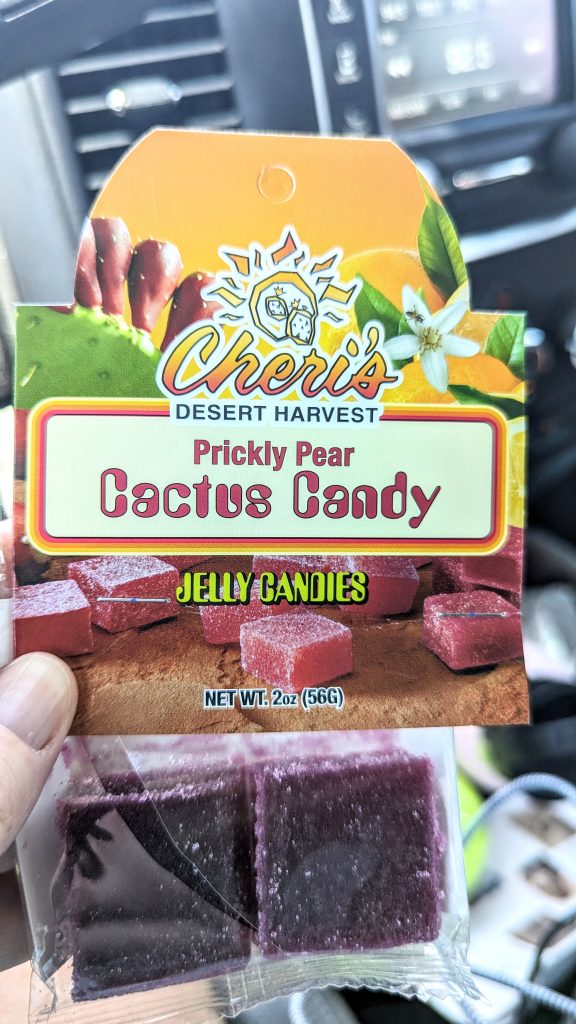 Cheri's
DESERT HARVEST
Prickly Pear
Cactus Candy
JELLY CANDIES
NET WT. 2oz (56G)